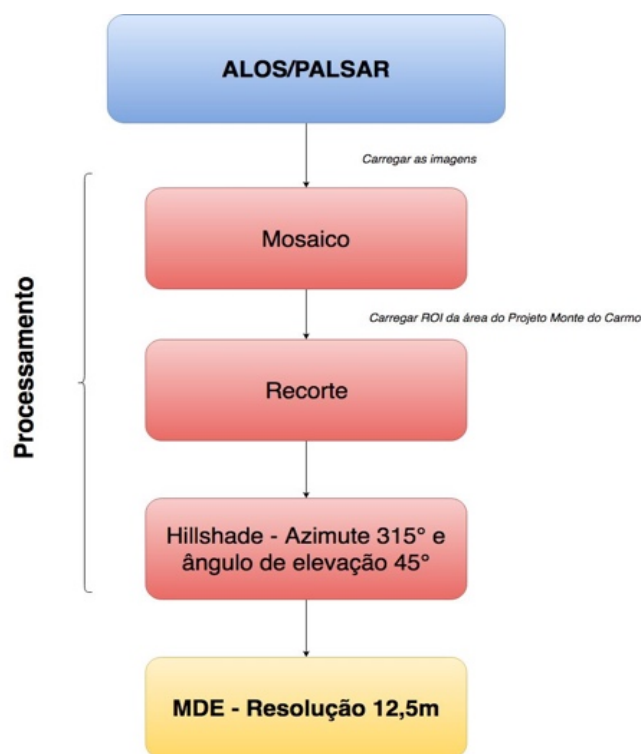 ALOS/PALSAR
Carregar as imagens
Mosaico
Carregar ROI da área do Projeto Monte do Carmo
Processamento
Recorte
Hillshade - Azimute 315° e
ângulo de elevação 45°
MDE - Resolução 12,5m